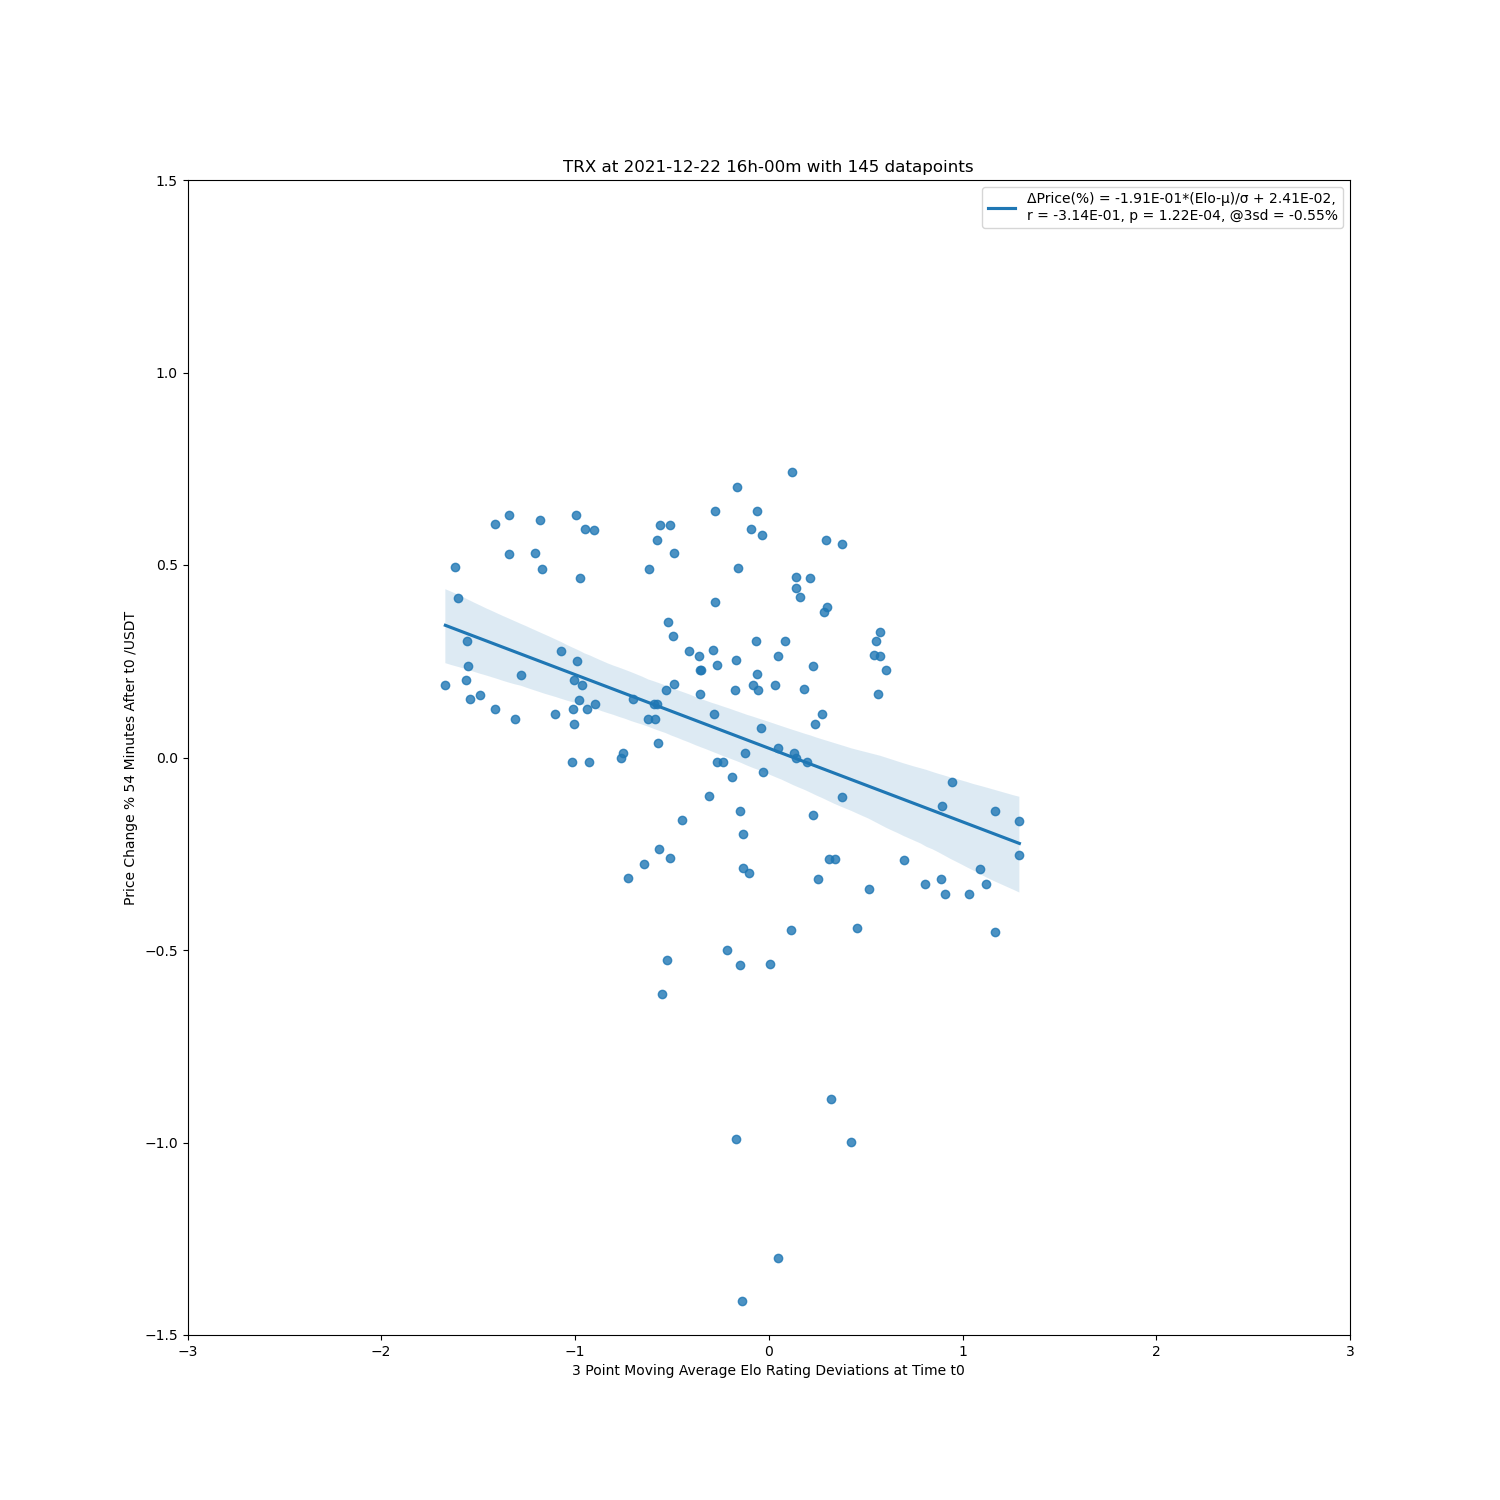 TRX at 2021-12-22 16h-00m with 145 datapoints
ΔPrice(%) = -1.91E-01*(Elo-μ)/σ + 2.41E-02,
r = -3.14E-01, p = 1.22E-04, @3sd = -0.55%
1.5
1.0
0.5
0.0
−0.5
−1.0
−1.5
Price Change % 54 Minutes After t0 /USDT
−3
−2
−1
0
1
2
3
3 Point Moving Average Elo Rating Deviations at Time t0